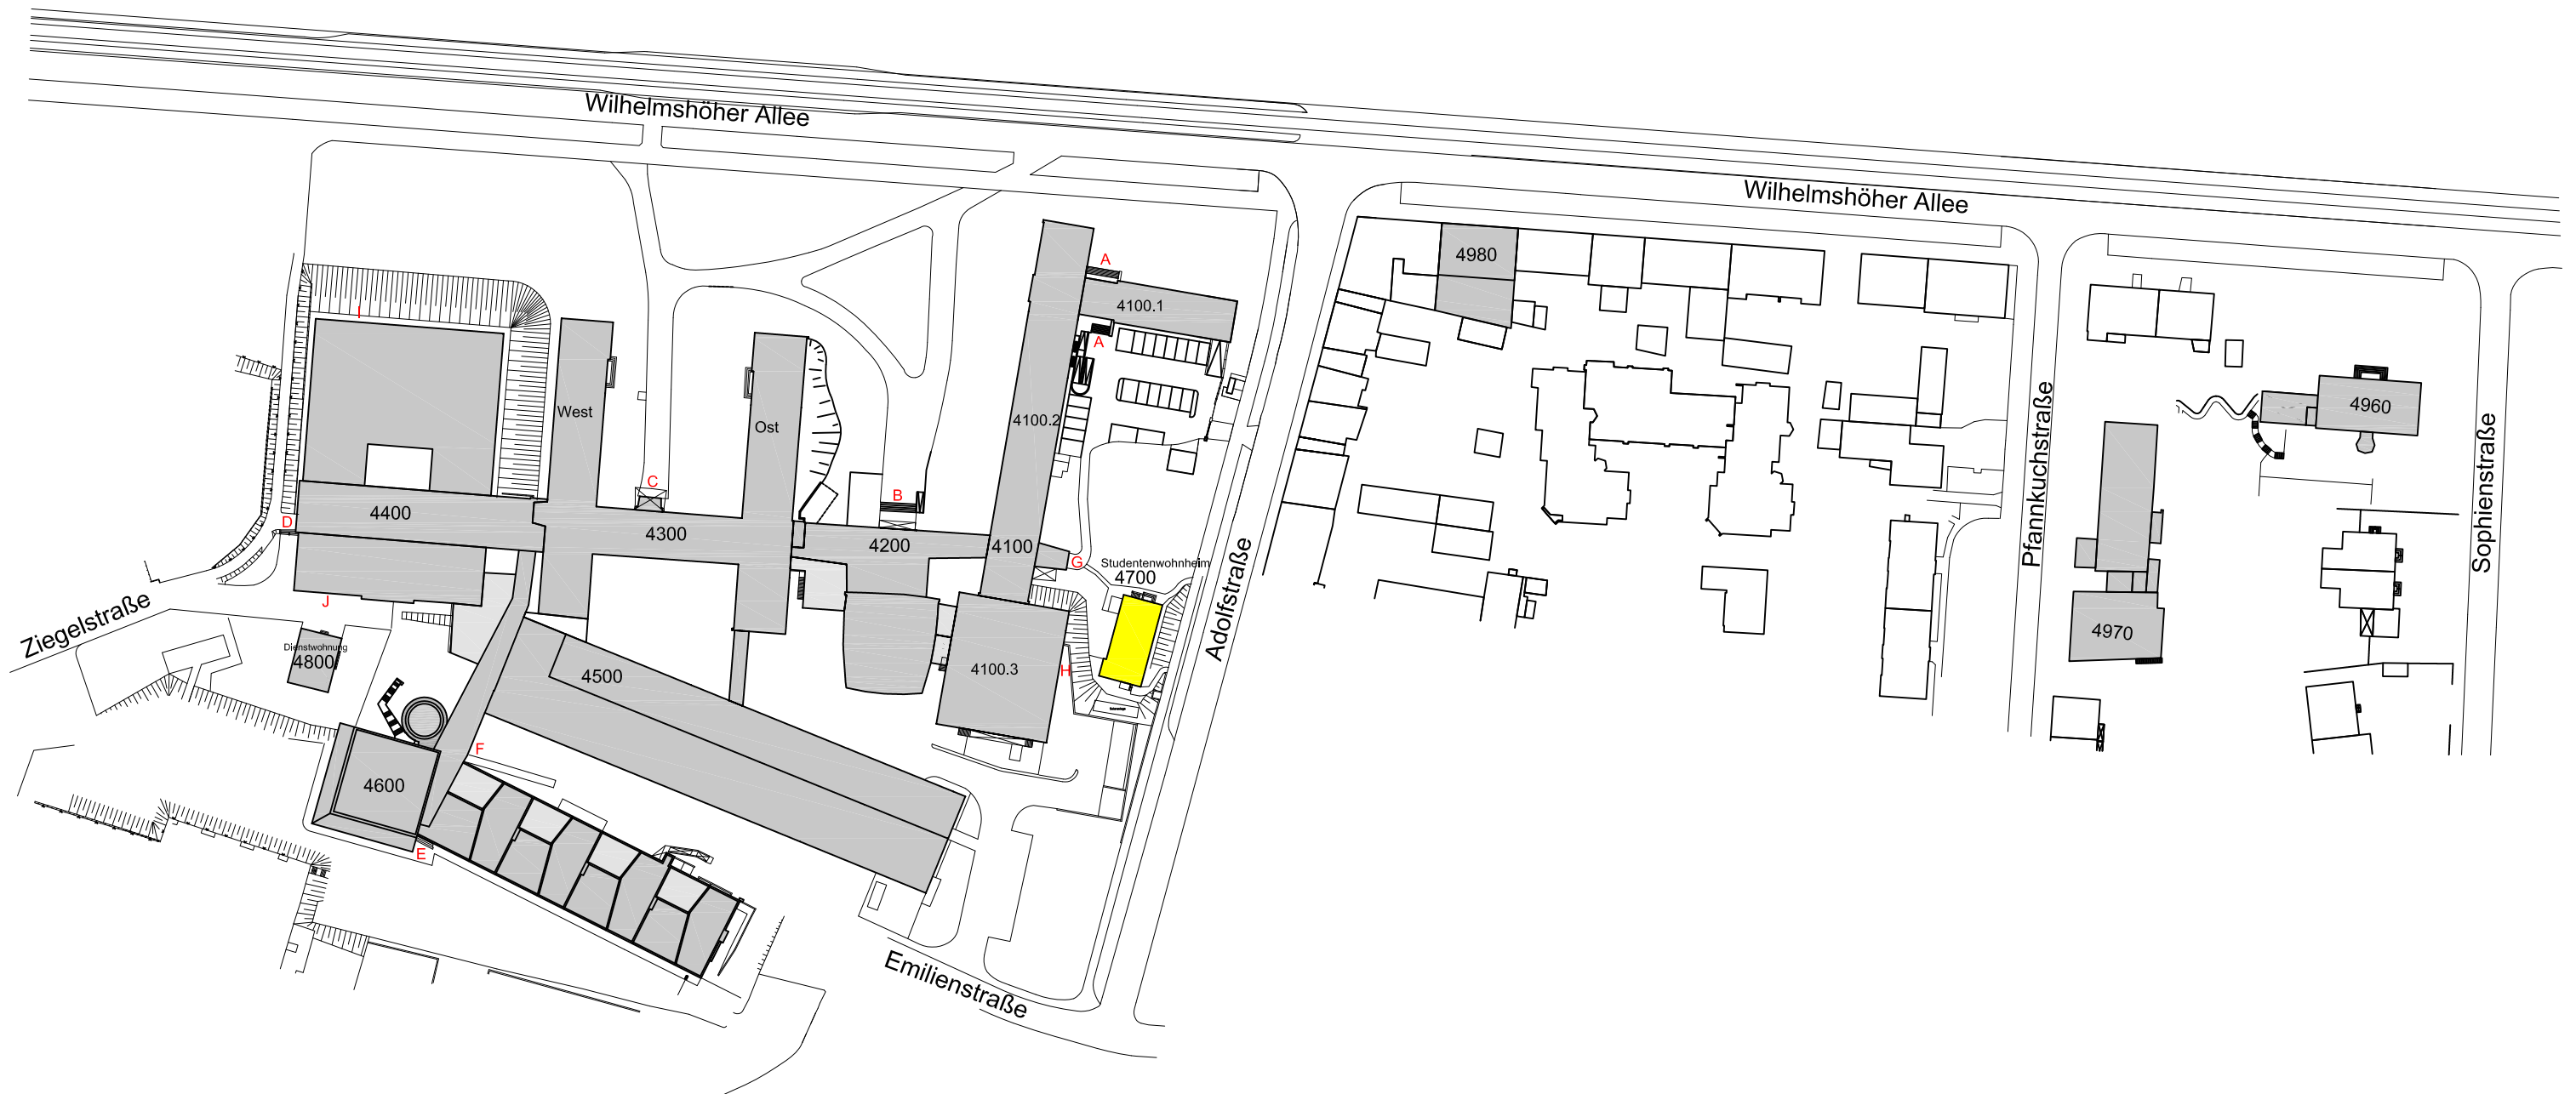 Wilhelmshöher Allee
Wilhelmshöher Allee
4980
A
4100.1
I
A
4960
West
Ost
4100.2
Pfannkuchstraße
Sophienstraße
C
B
4400
D
4300
4200
4100
G
Studentenwohnheim
4700
Adolfstraße
J
Ziegelstraße
Dienstwohnung
4800
4500
4100.3
H
4970
F
4600
E
Emilienstraße